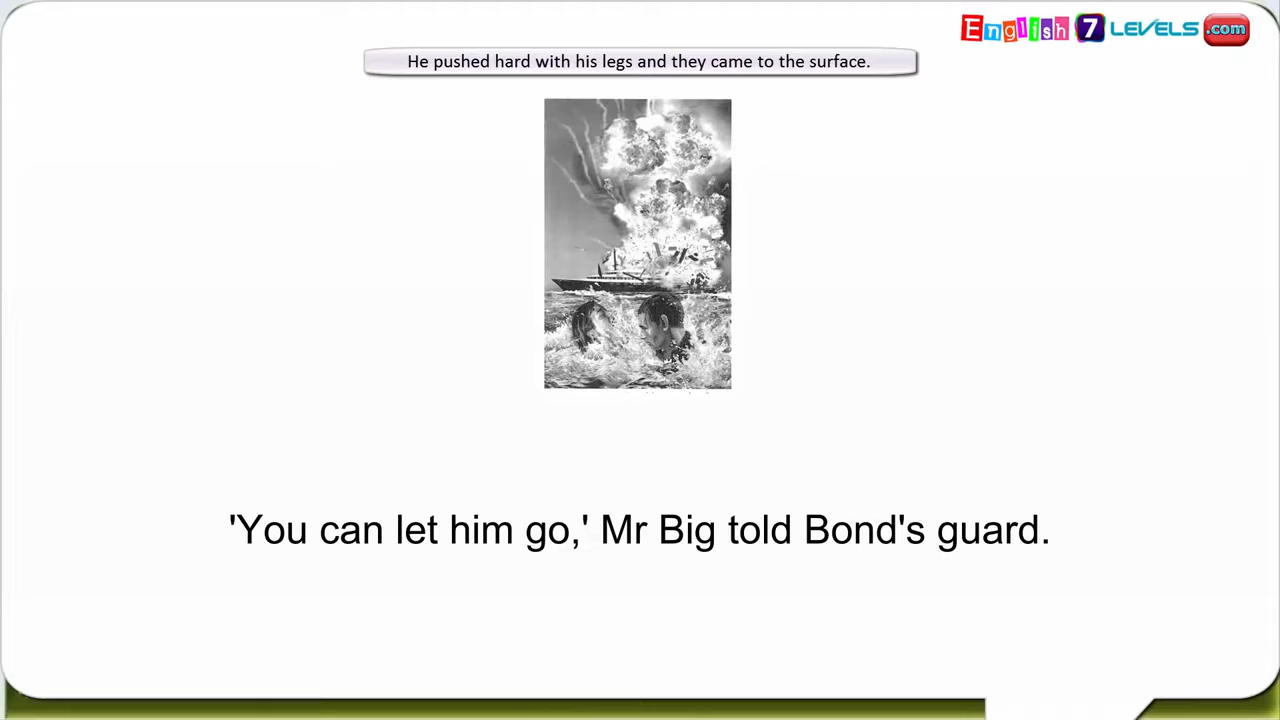 English 7 LEVELS .com
He pushed hard with his legs and they came to the surface.
'You can let him go,' Mr Big told Bond's guard.